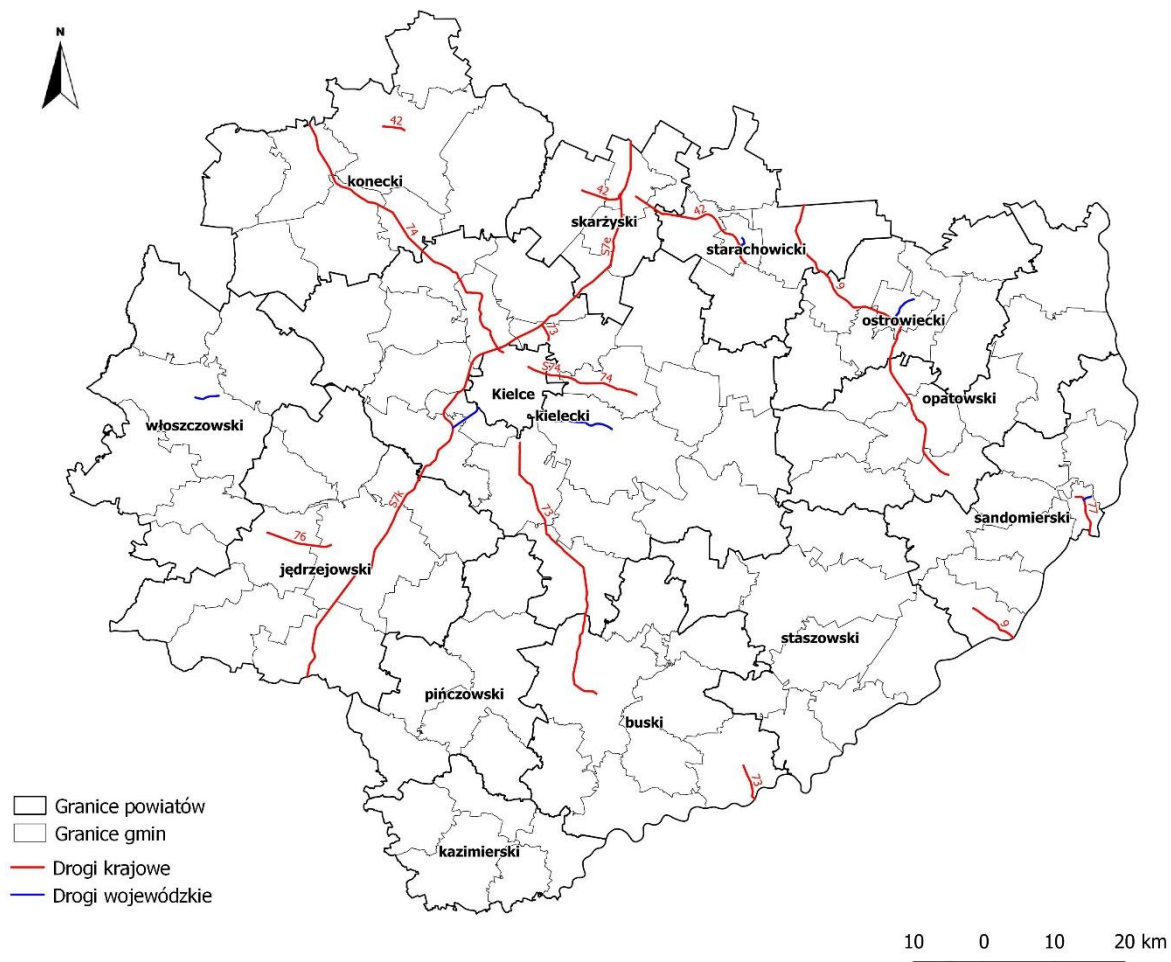 N
42
konecki
74
42
skarżyski
S7e
42
starachowicki
9
ostrowiecki
73
S74
74
Kielce
kielecki
opatowski
włoszczowski
S7k
73
sandomierski
77
76
jędrzejowski
9
staszowski
pińczowski
buski
73
kazimierski
Granice powiatów
Granice gmin
Drogi krajowe
Drogi wojewódzkie
10 0 10 20 km